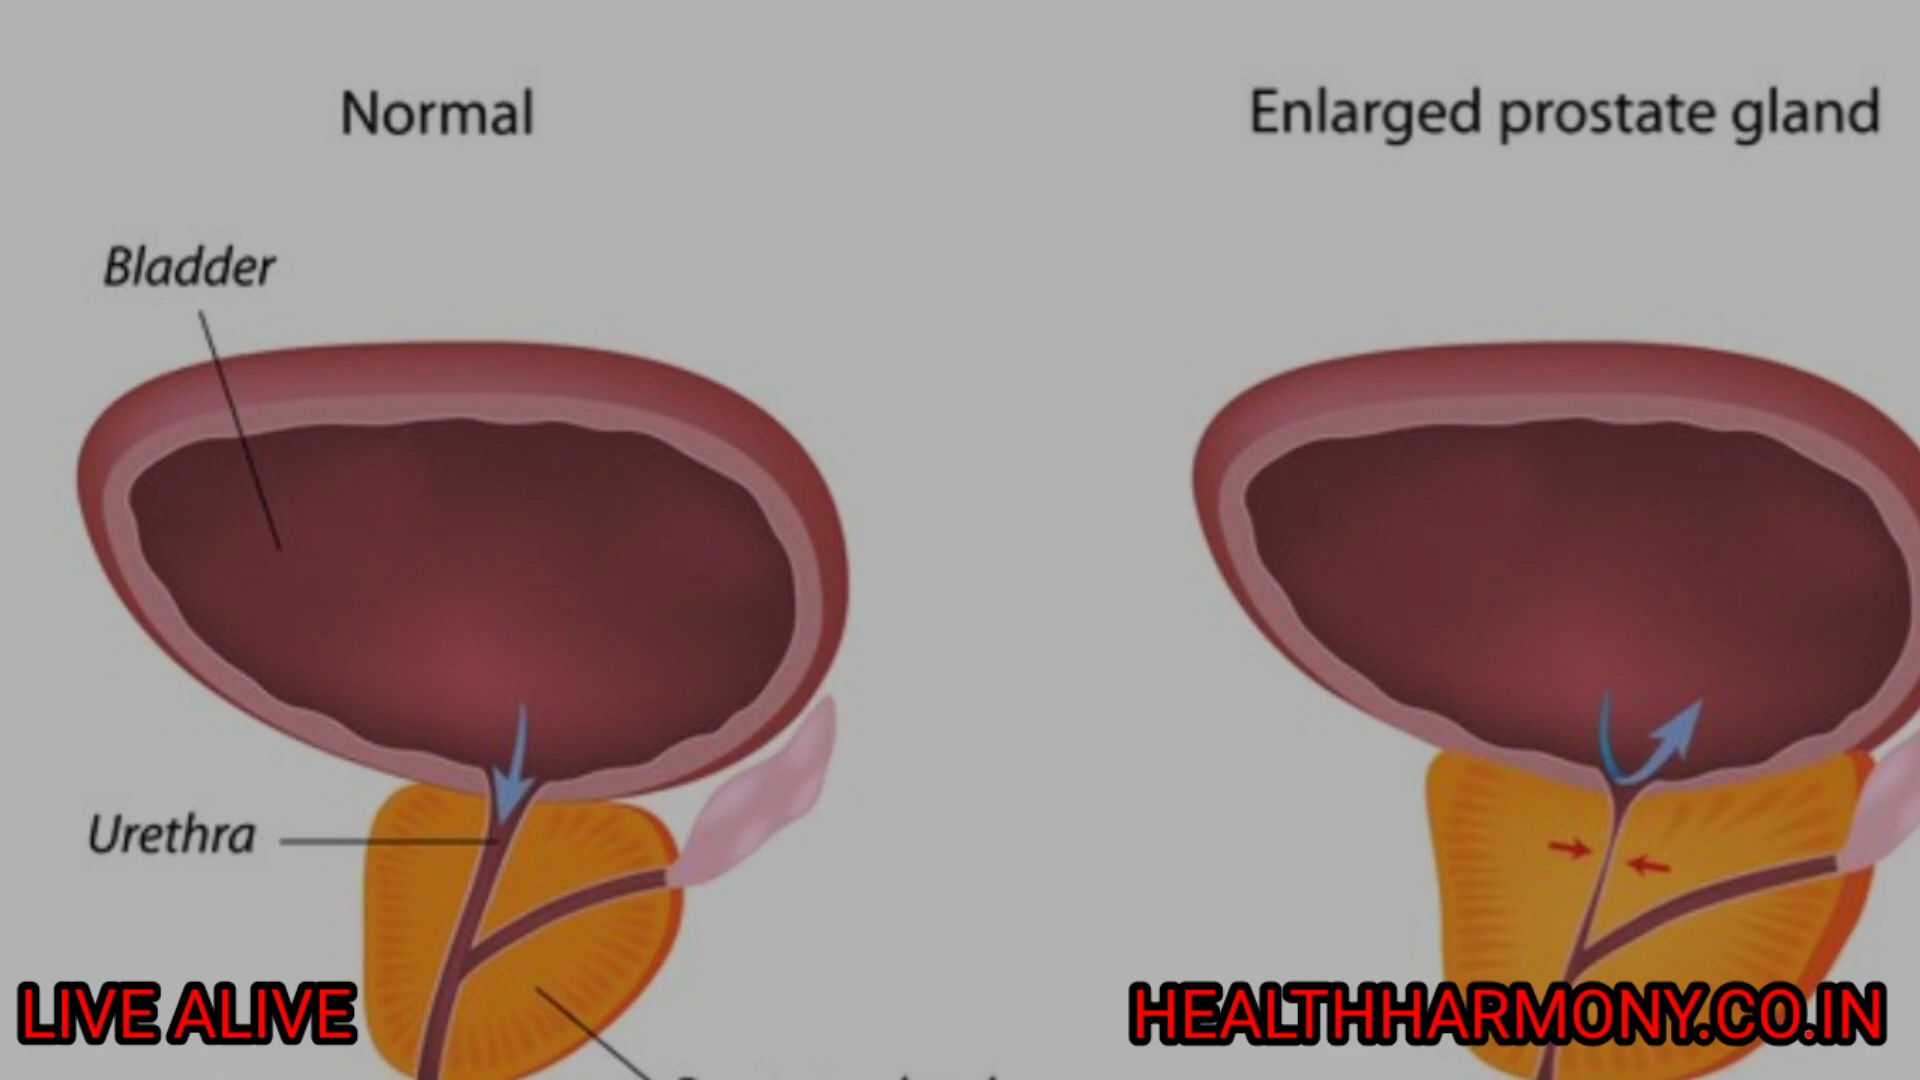 Normal
Enlarged prostate gland
Bladder
Urethra
LIVE ALIVE
HEALTHHARMONY.CO.IN